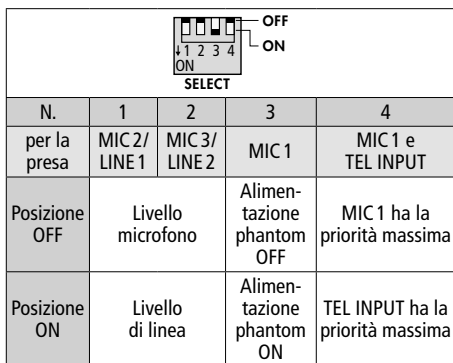 OFF
ON
↓1 2 3 4
ON
SELECT
N. 1 2 3 4
per la presa MIC 2/ LINE 1 MIC 3/ LINE 2 MIC 1 MIC 1 e TEL INPUT
Posizione OFF Livello microfono Alimen-tazione phantom OFF MIC 1 ha la priorità massima
Posizione ON Livello di linea Alimen-tazione phantom ON TEL INPUT ha la priorità massima